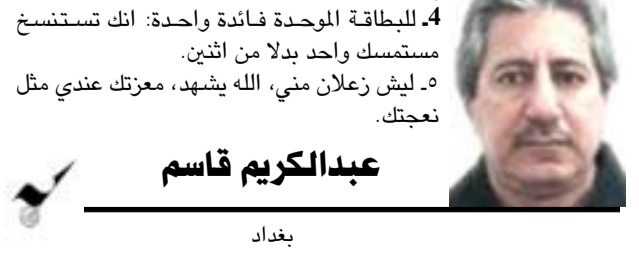 4ـ للبطاقة الموحدة فائدة واحدة: انك تستنسخ
مستمسك واحد بدلا من اثنين.
٥ـ ليش زعلان مني، الله يشهد، معزتك عندي مثل
نعجتك.
عبدالكريم قاسم
بغداد